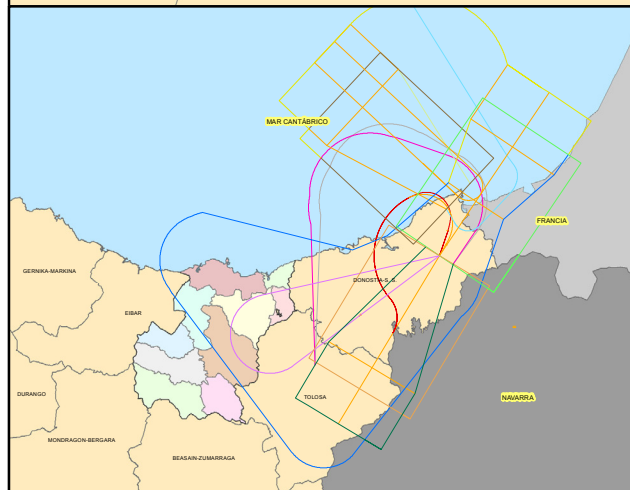 MAR CANTÁBRICO
FRANCIA
GERNIKA-MARKINA
DONOSTIA-S. S.
EIBAR
DURANGO
TOLOSA
NAVARRA
MONDRAGON-BERGARA
BEASAIN-ZUMARRAGA